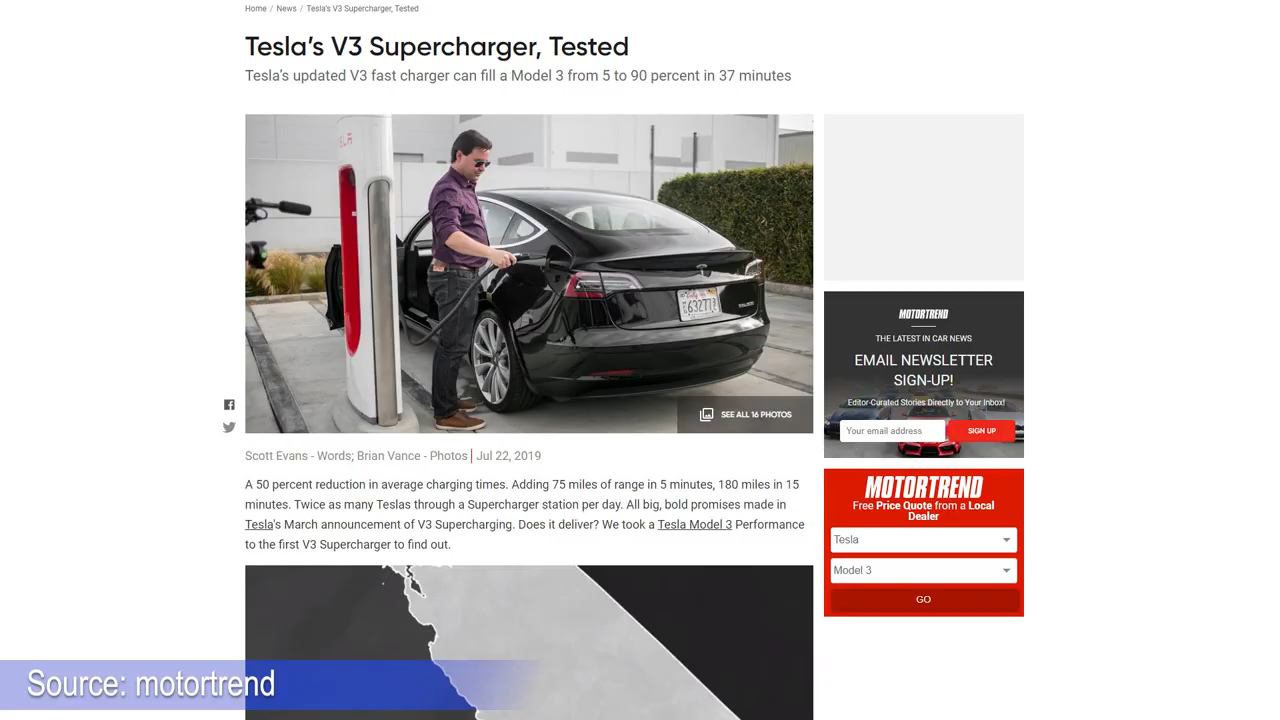 Home / News / Tesla's V3 Supercharger, Tested
Tesla's V3 Supercharger, Tested
Tesla's updated V3 fast charger can fill a Model 3 from 5 to 90 percent in 37 minutes
SEE ALL 16 PHOTOS
Scott Evans - Words; Brian Vance - Photos | Jul 22, 2019
A 50 percent reduction in average charging times. Adding 75 miles of range in 5 minutes, 180 miles in 15
minutes. Twice as many Teslas through a Supercharger station per day. All big, bold promises made in
Tesla's March announcement of V3 Supercharging. Does it deliver? We took a Tesla Model 3 Performance
to the first V3 Supercharger to find out.
MOTORTREND
THE LATEST IN CAR NEWS
EMAIL NEWSLETTER
SIGN-UP!
Editor-Curated Stories Directly to Your Inbox!
Your email address
SIGN UP
MOTORTREND
Free Price Quote from a Local
Dealer
Tesla
Model 3
GO
Source: motortrend